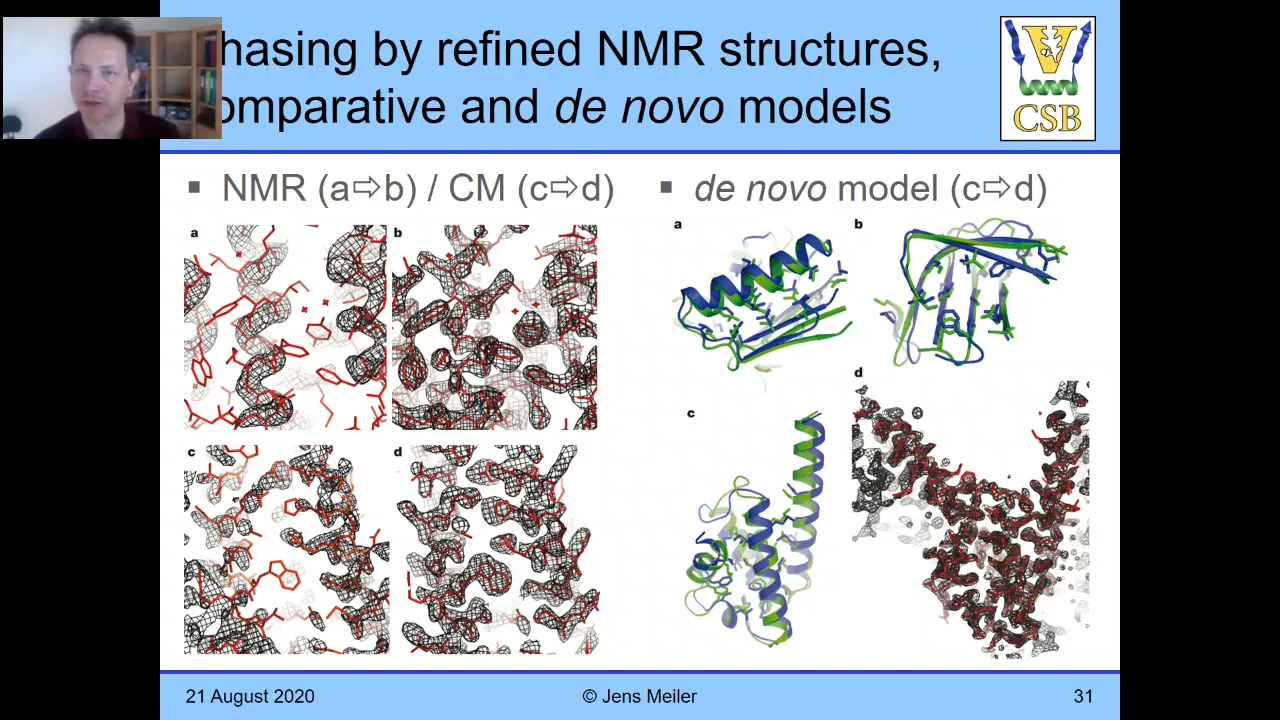 hasing by refined NMR structures,
omparative and de novo models
V
CSB
▪ NMR (a⇨b) / CM (c⇨d)
▪ de novo model (c⇨d)
a
b
c
d
a
b
c
d
21 August 2020
© Jens Meiler
31